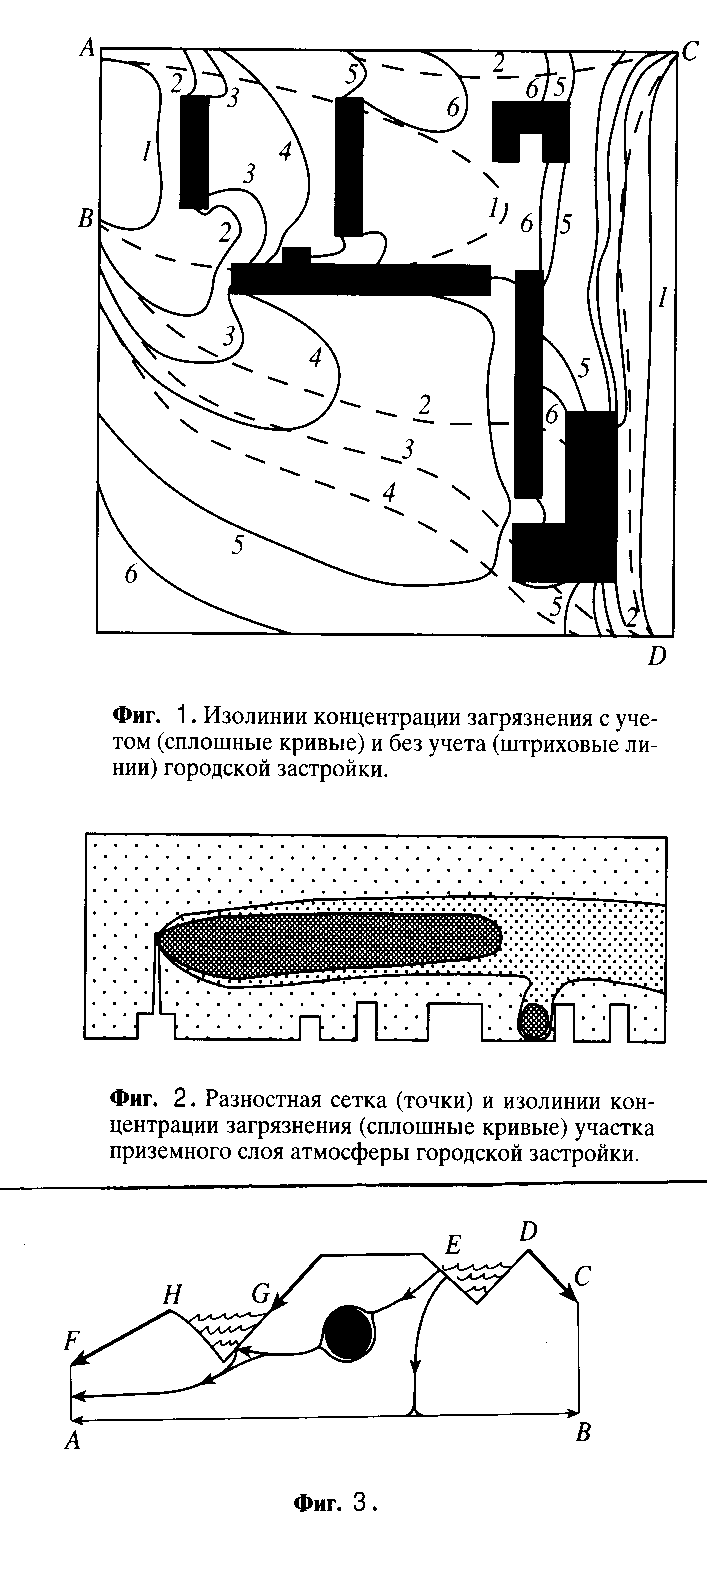 A
C
2
3
5
2
6
6
5
1
4
3
1)
B
2
6
5
1
3
4
5
2
6
3
4
5
6
5
2
D
Фиг. 1. Изолинии концентрации загрязнения с уче-
том (сплошные кривые) и без учета (штриховые ли-
нии) городской застройки.
Фиг. 2. Разностная сетка (точки) и изолинии кон-
центрации загрязнения (сплошные кривые) участка
приземного слоя атмосферы городской застройки.
E
D
H
G
C
F
A
B
Фиг. 3.